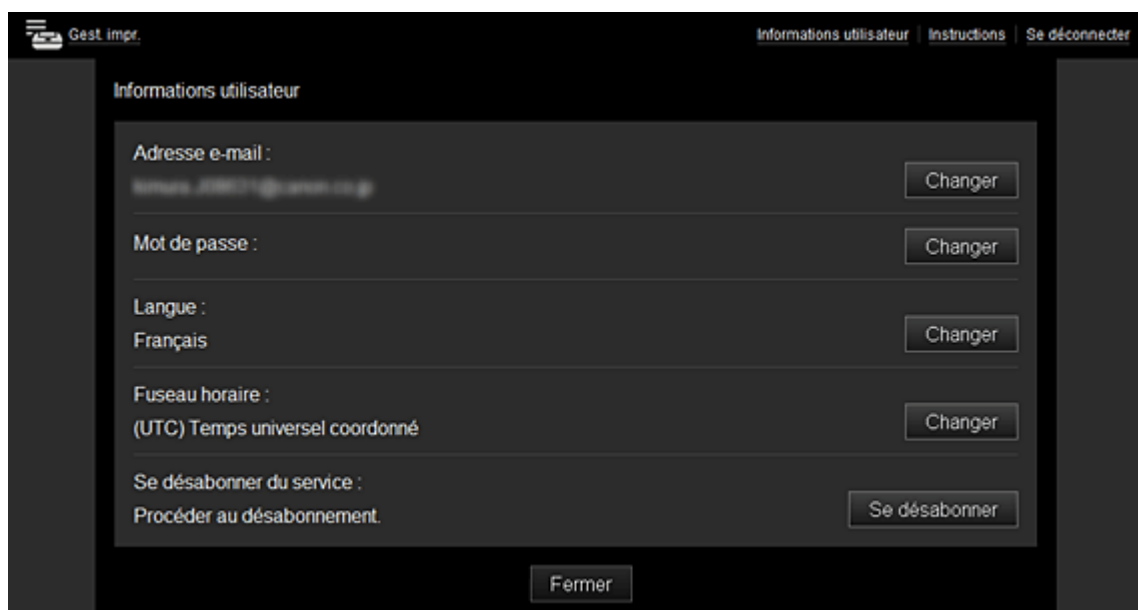 Gest. impr.
Informations utilisateur | Instructions | Se déconnecter
Informations utilisateur
Adresse e-mail :
Changer
Mot de passe :
Changer
Langue :
Français
Changer
Fuseau horaire :
(UTC) Temps universel coordonné
Changer
Se désabonner du service :
Procéder au désabonnement.
Se désabonner
Fermer